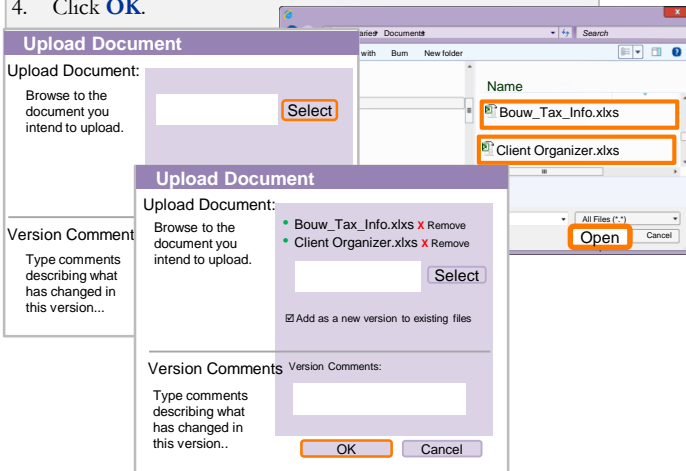 4. Click OK.
Upload Document
Upload Document:
Browse to the
document you
intend to upload.
Select
Version Comment
Type comments
describing what
has changed in
this version...
Documents
Search
with Burn New folder
Name
Bouw_Tax_Info.xlxs
Client Organizer.xlxs
All Files (*.*)
Open Cancel
Upload Document
Upload Document:
Browse to the
document you
intend to upload.
• Bouw_Tax_Info.xlxs X Remove
• Client Organizer.xlxs X Remove
Select
☑ Add as a new version to existing files
Version Comments
Version Comments:
Type comments
describing what
has changed in
this version..
OK Cancel